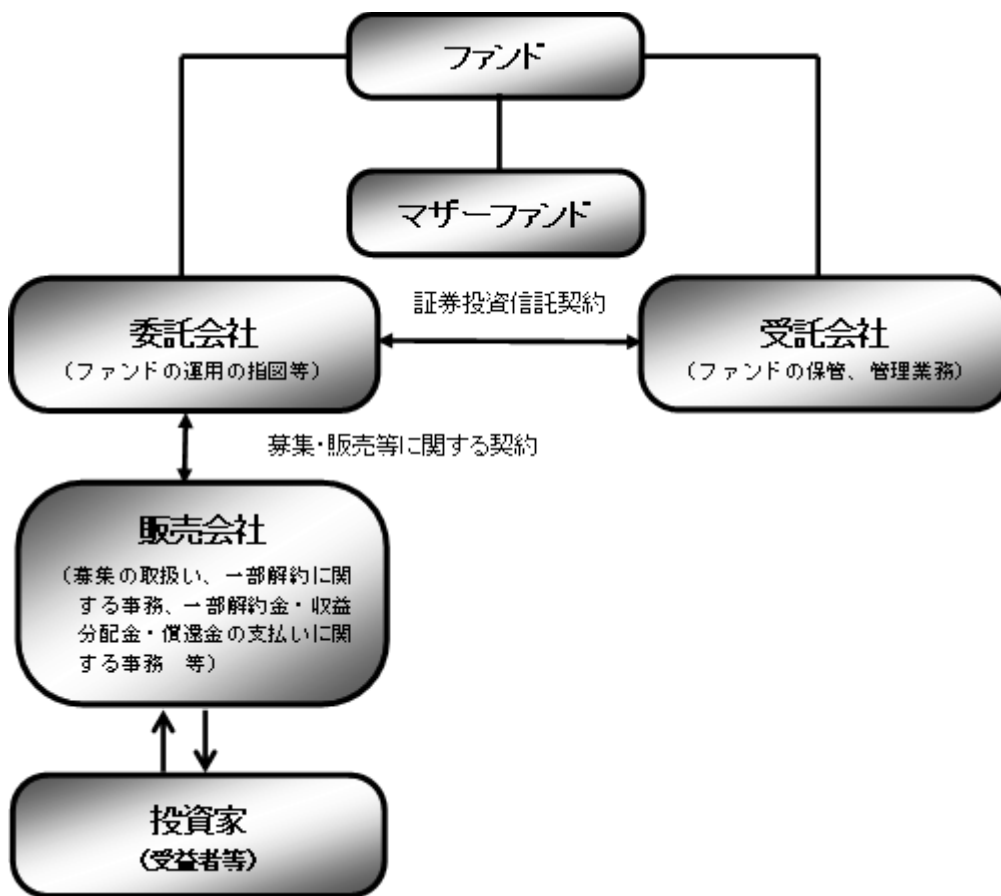 ファンド
マザーファンド
証券投資信託契約
委託会社
（ファンドの運用の指図等）
受託会社
（ファンドの保管、管理業務）
募集・販売等に関する契約
販売会社
（募集の取扱い、一部解約に関
する事務、一部解約金・収益
分配金・償還金の支払いに関
する事務　等）
投資家
（受益者等）